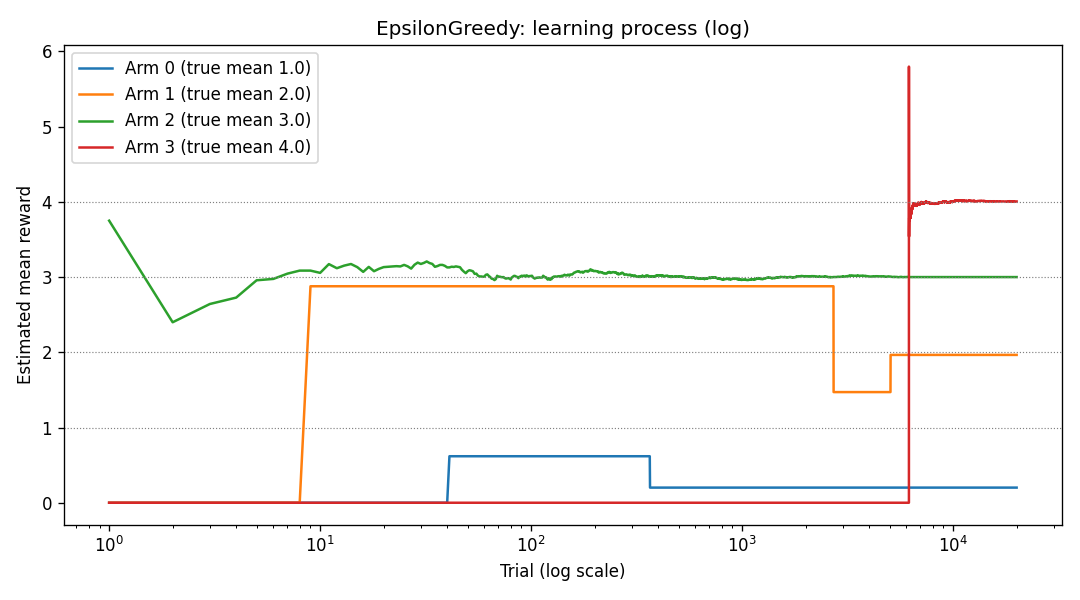 EpsilonGreedy: learning process (log)
Arm 0 (true mean 1.0)
Arm 1 (true mean 2.0)
Arm 2 (true mean 3.0)
Arm 3 (true mean 4.0)
Estimated mean reward
6
5
4
3
2
1
0
10⁰
10¹
10²
10³
10⁴
Trial (log scale)